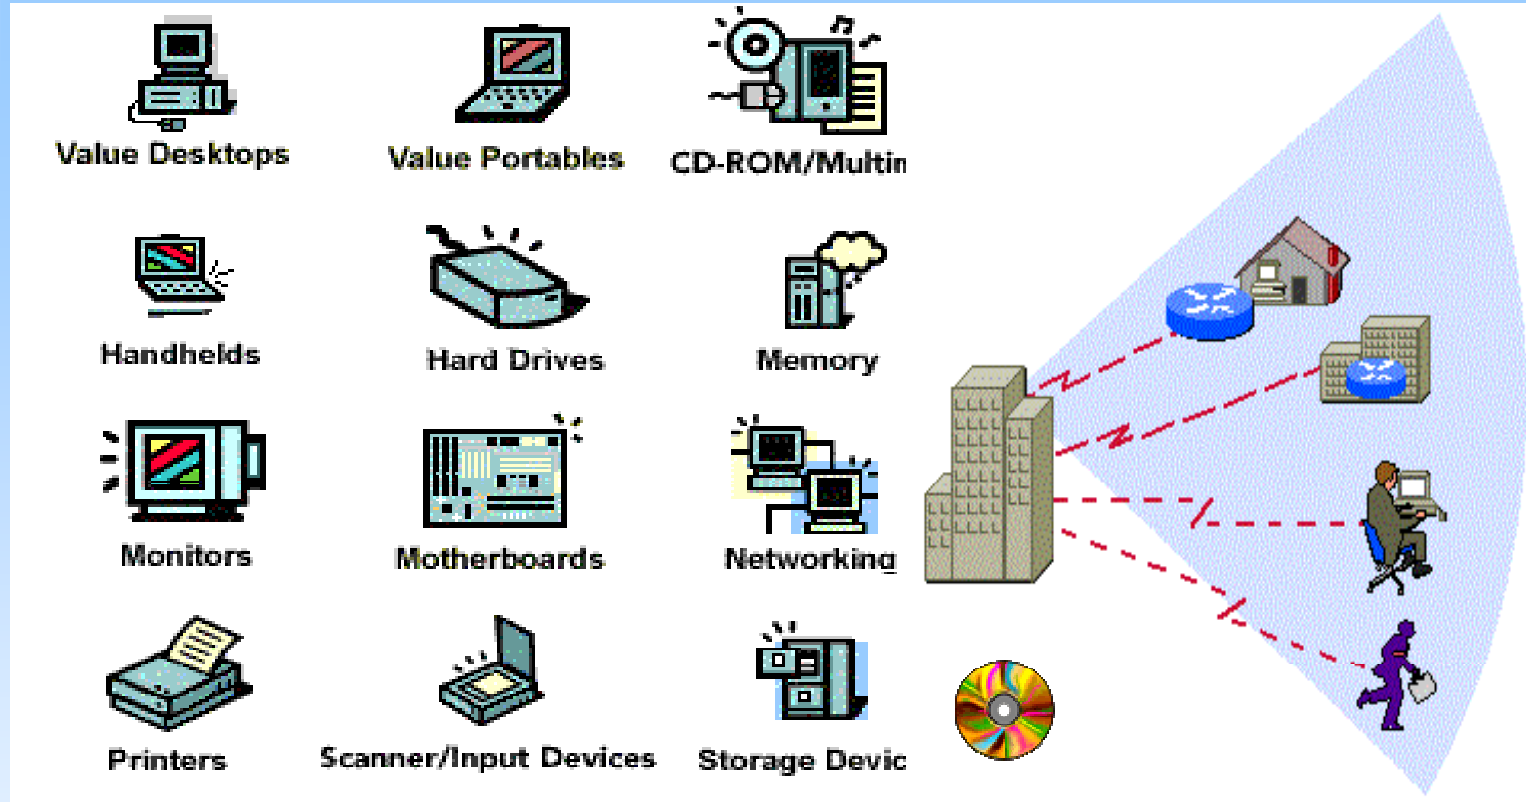 Value Desktops
Value Portables
CD-ROM/Multin
Handhelds
Hard Drives
Memory
Monitors
Motherboards
Networking
Printers
Scanner/Input Devices
Storage Devic